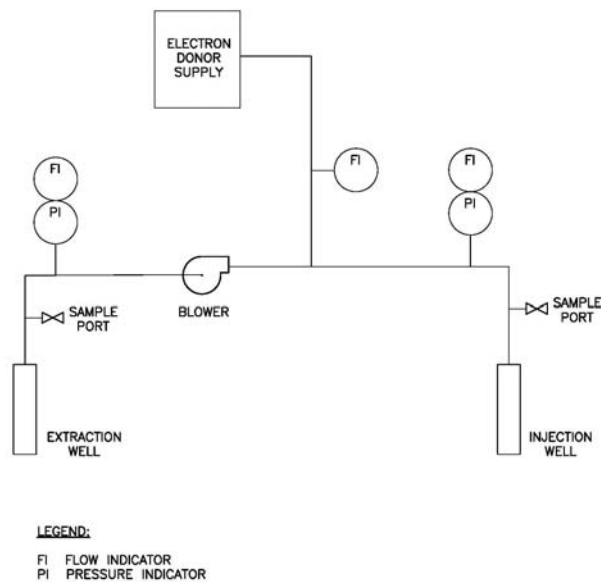 ELECTRON
DONOR
SUPPLY
FI
PI
FI
FI
PI
SAMPLE
PORT
BLOWER
SAMPLE
PORT
EXTRACTION
WELL
INJECTION
WELL
LEGEND:
FI FLOW INDICATOR
PI PRESSURE INDICATOR